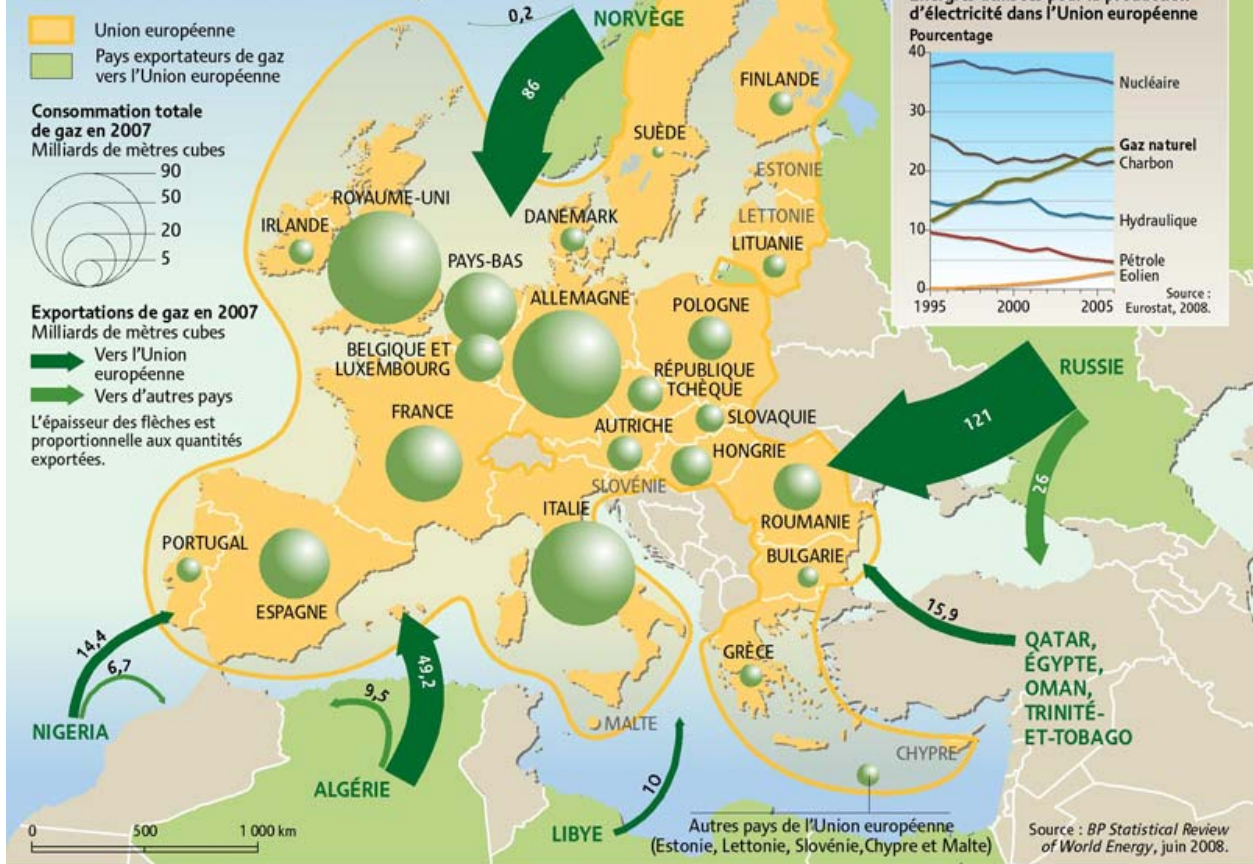 Union européenne
Pays exportateurs de gaz
vers l'Union européenne
Consommation totale
de gaz en 2007
Milliards de mètres cubes
90
50
20
5
Exportations de gaz en 2007
Milliards de mètres cubes
Vers l'Union
européenne
Vers d'autres pays
L'épaisseur des flèches est
proportionnelle aux quantités
exportées.
0,2
NORVÈGE
86
FINLANDE
SUÈDE
ESTONIE
LETTONIE
LITUANIE
ROYAUME-UNI
IRLANDE
DANEMARK
PAYS-BAS
ALLEMAGNE
POLOGNE
BELGIQUE ET
LUXEMBOURG
RÉPUBLIQUE
TCHÈQUE
FRANCE
SLOVAQUIE
AUTRICHE
HONGRIE
SLOVÉNIE
ITALIE
ROUMANIE
BULGARIE
PORTUGAL
ESPAGNE
GRÈCE
MALTE
CHYPRE
RUSSIE
121
26
15,9
QATAR,
ÉGYPTE,
OMAN,
TRINITÉ-
ET-TOBAGO
14,4
6,7
NIGERIA
9,5
49,2
ALGÉRIE
10
LIBYE
Autres pays de l'Union européenne
(Estonie, Lettonie, Slovénie,Chypre et Malte)
0
500
1 000 km
Source : BP Statistical Review
of World Energy, juin 2008.
d'électricité dans l'Union européenne
Pourcentage
40
30
20
10
0
1995
2000
2005
Nucléaire
Gaz naturel
Charbon
Hydraulique
Pétrole
Eolien
Source :
Eurostat, 2008.